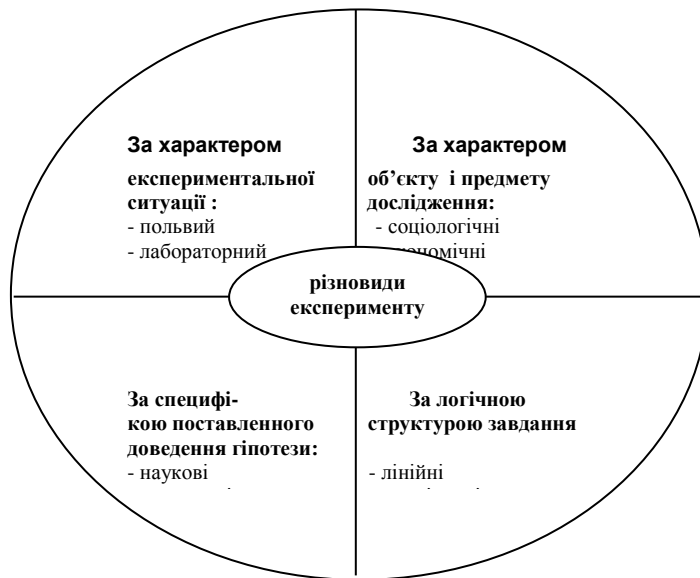 За характером
експериментальної
ситуації :
- польвий
- лабораторний
За характером
об’єкту і предмету
дослідження:
- соціологічні
різновиди
експерименту
За специфі-
кою поставленного
доведення гіпотези:
- наукові
За логічною
структурою завдання
- лінійні